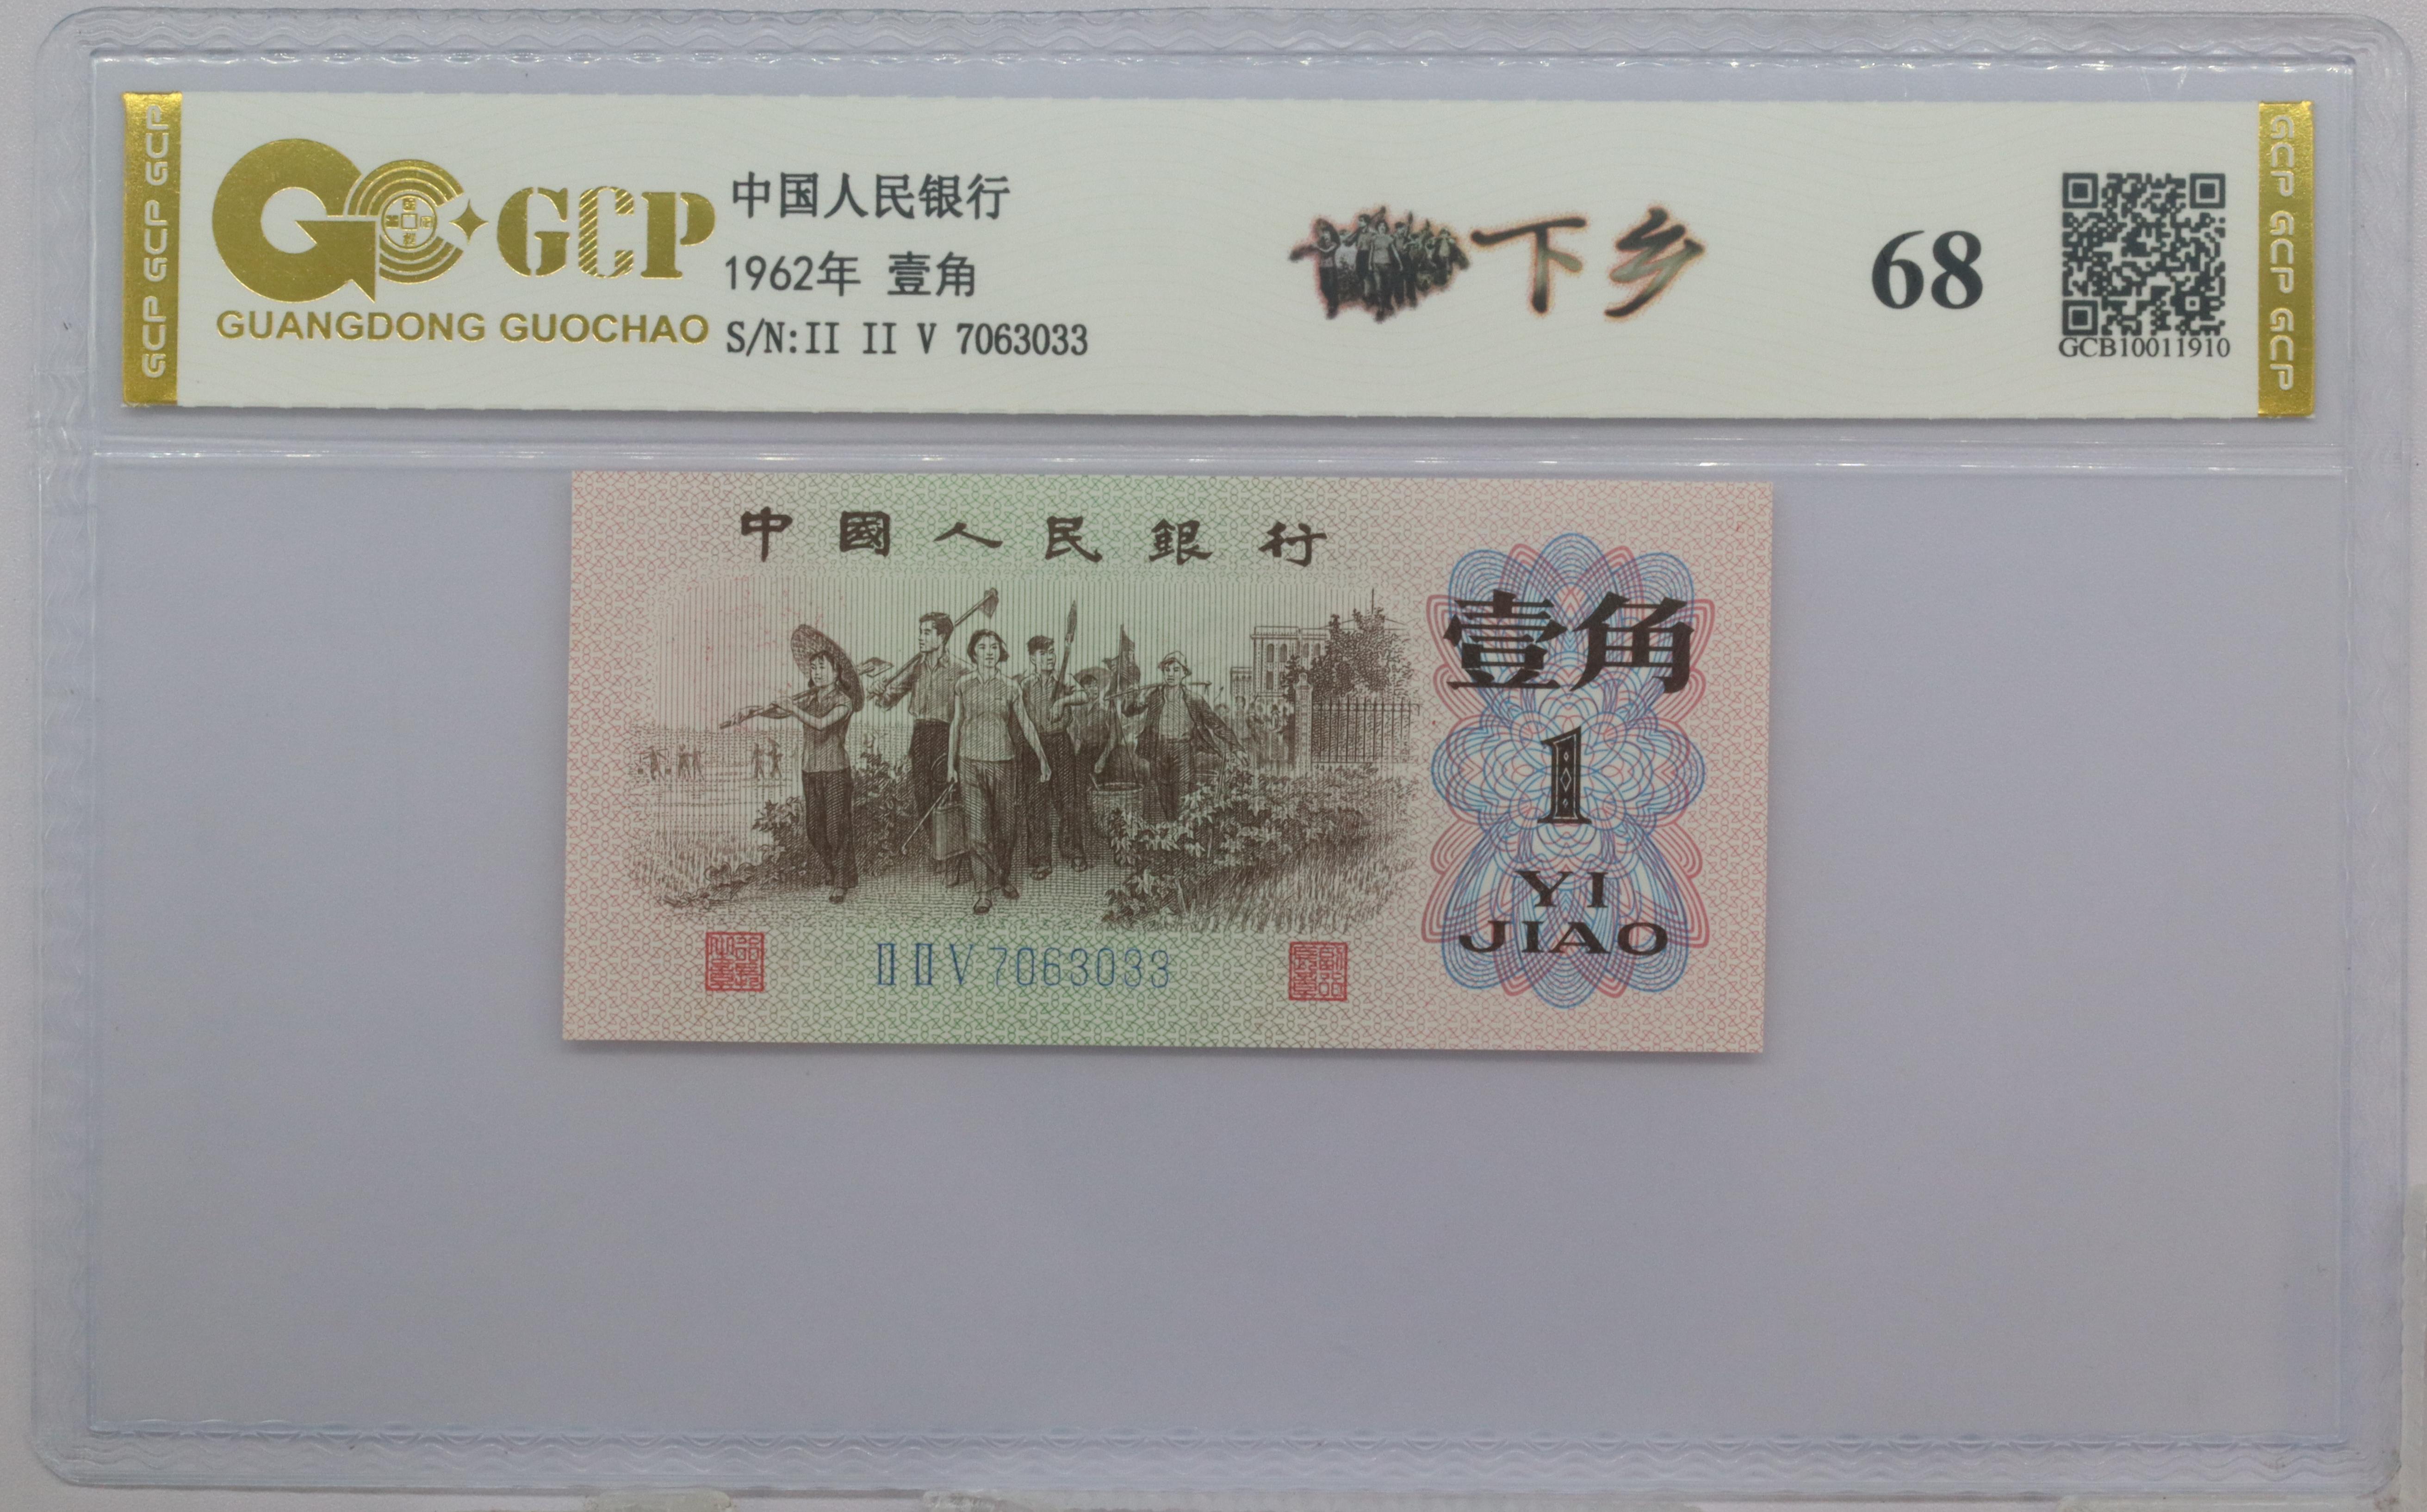 GCP GCP GCP
GCP
GUANGDONG GUOCHAO
中国人民银行
1962年 壹角
S/N:II II V 7063033
下乡
68
GCB10011910
GCP GCP GCP
中國人民銀行
壹角
1
YI
JIAO
II II V 7063033